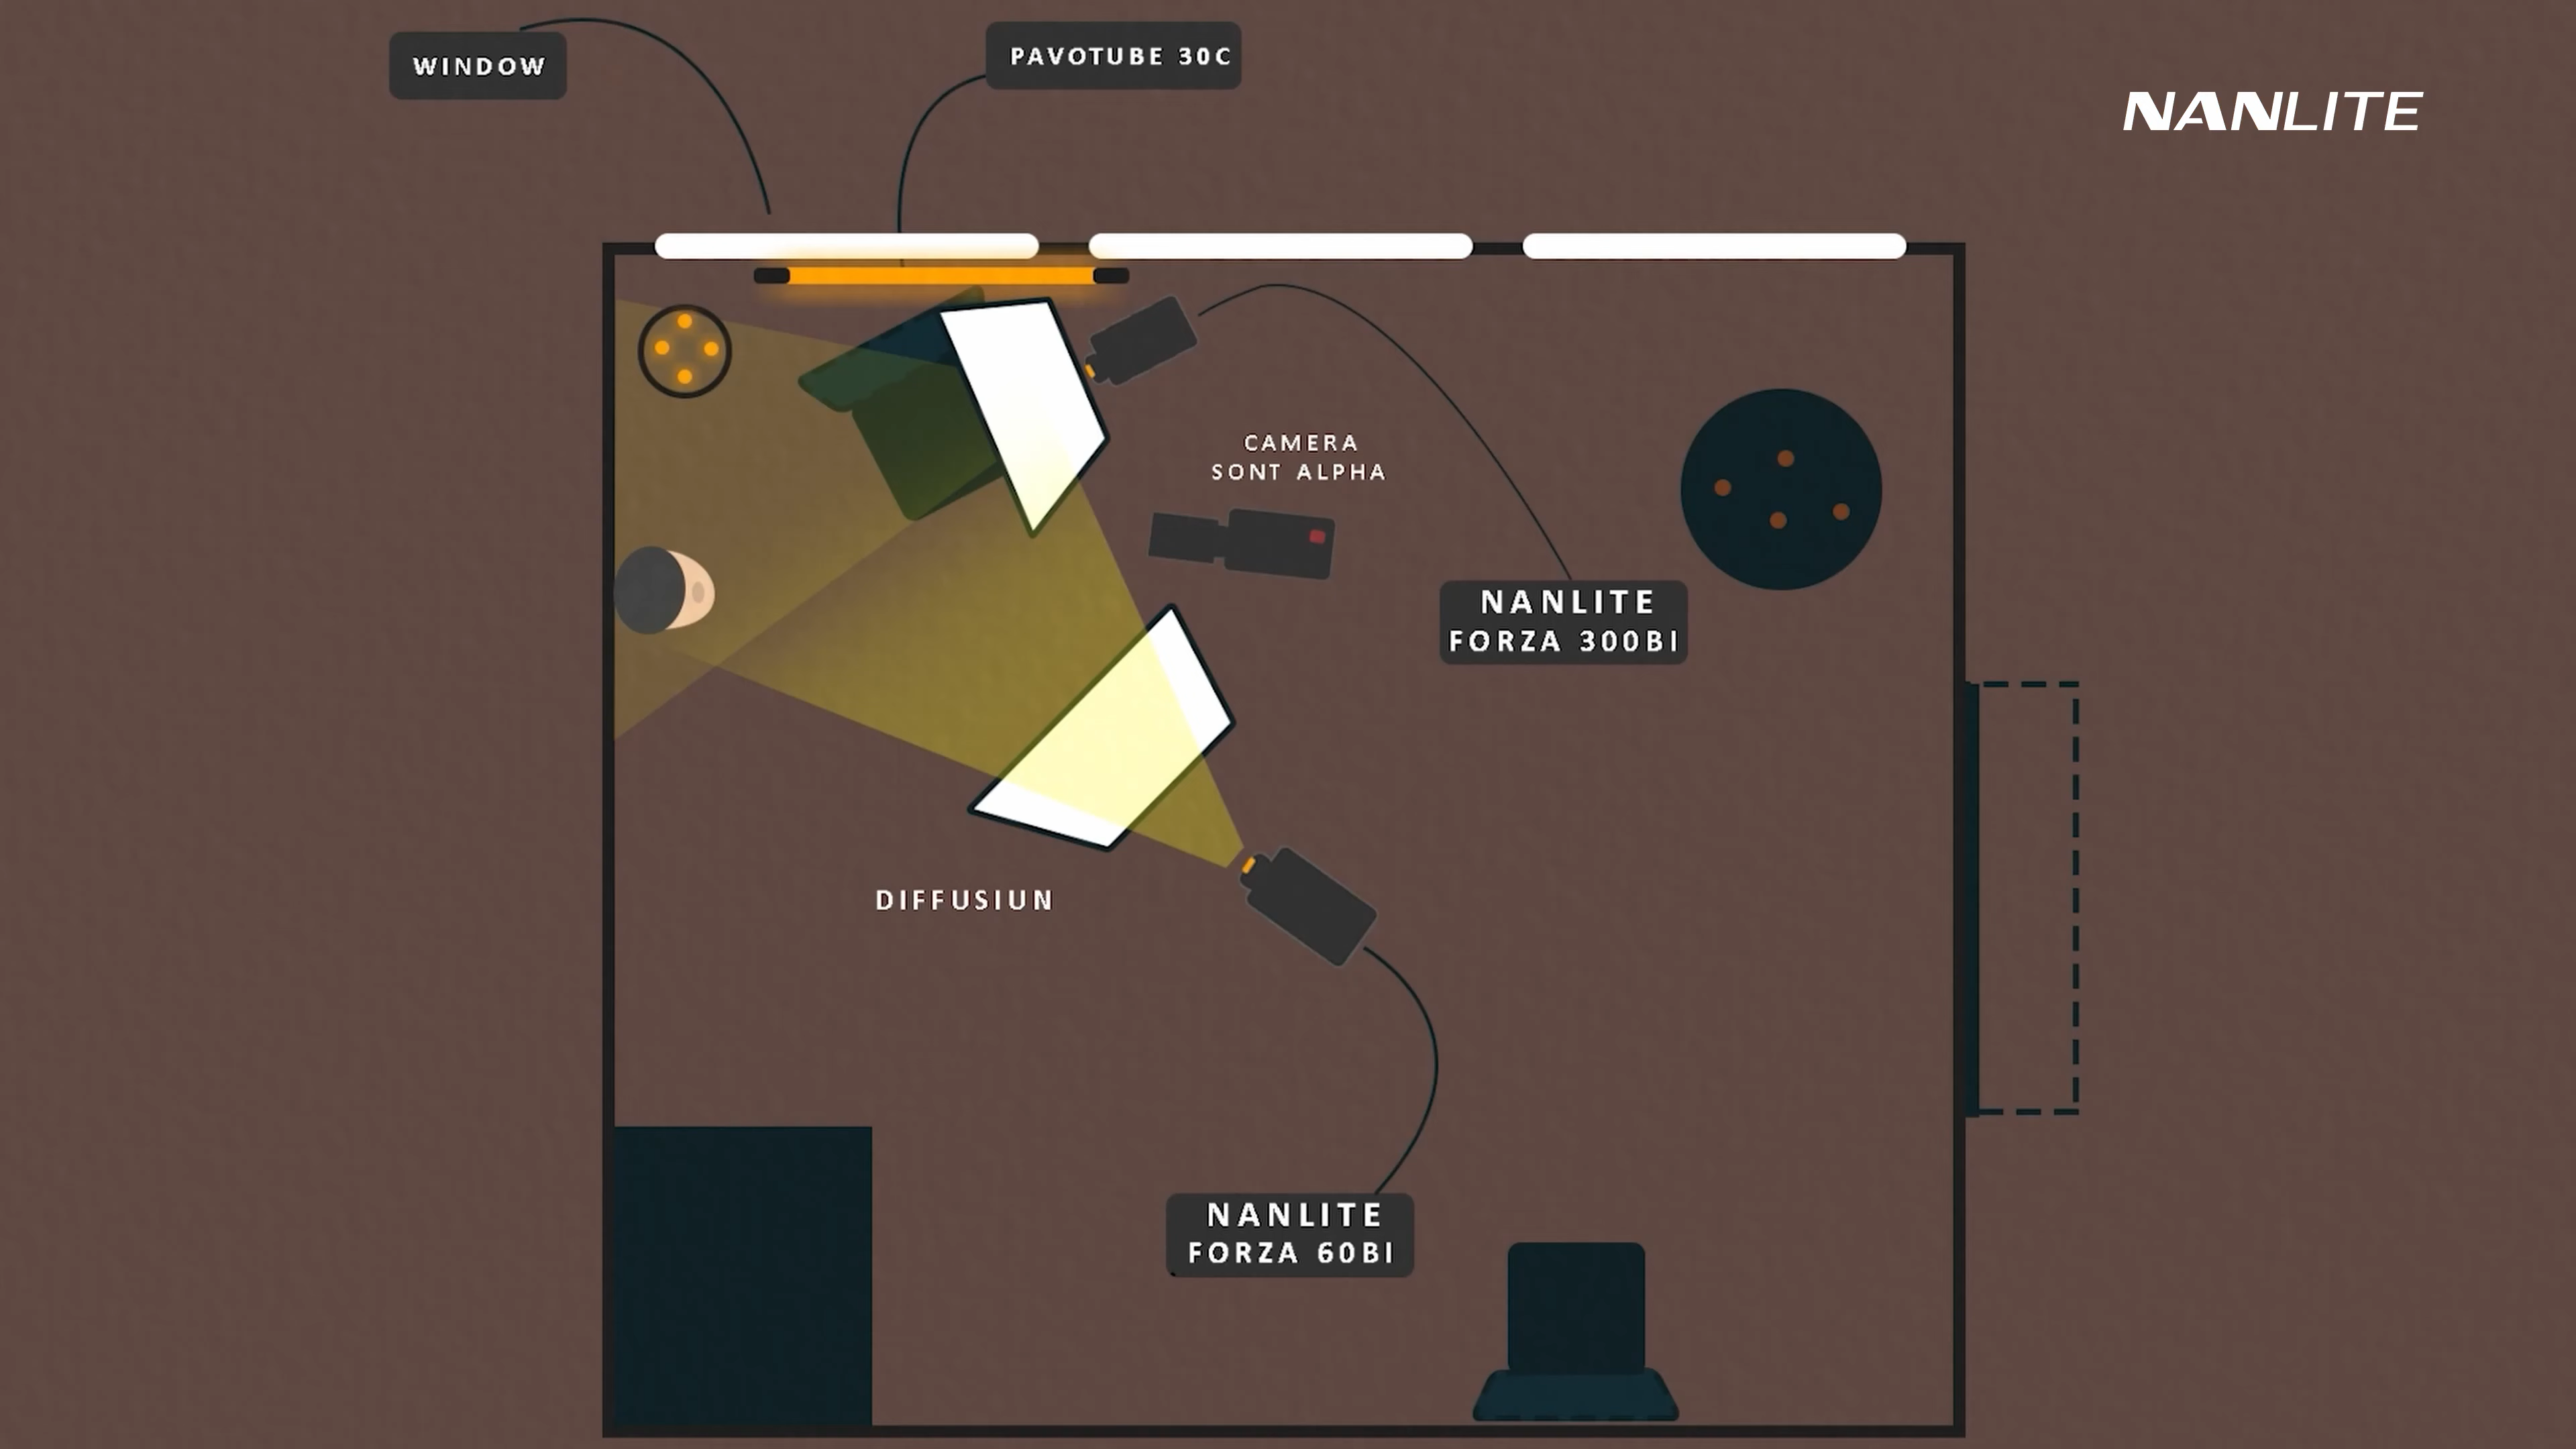 WINDOW
PAVOTUBE 30C
NANLITE
CAMERA
SONT ALPHA
NANLITE
FORZA 300BI
DIFFUSIUN
NANLITE
FORZA 60BI